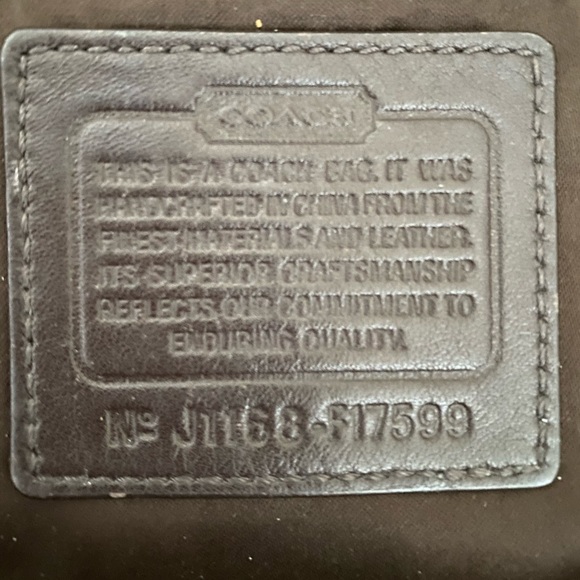 COACH
THIS IS A COACH BAG. IT WAS
HANDCRAFTED IN CHINA FROM THE
FINEST MATERIALS AND LEATHER.
ITS SUPERIOR CRAFTSMANSHIP
REFLECTS OUR COMMITMENT TO
ENDURING QUALITY.
Nº J1168-617599